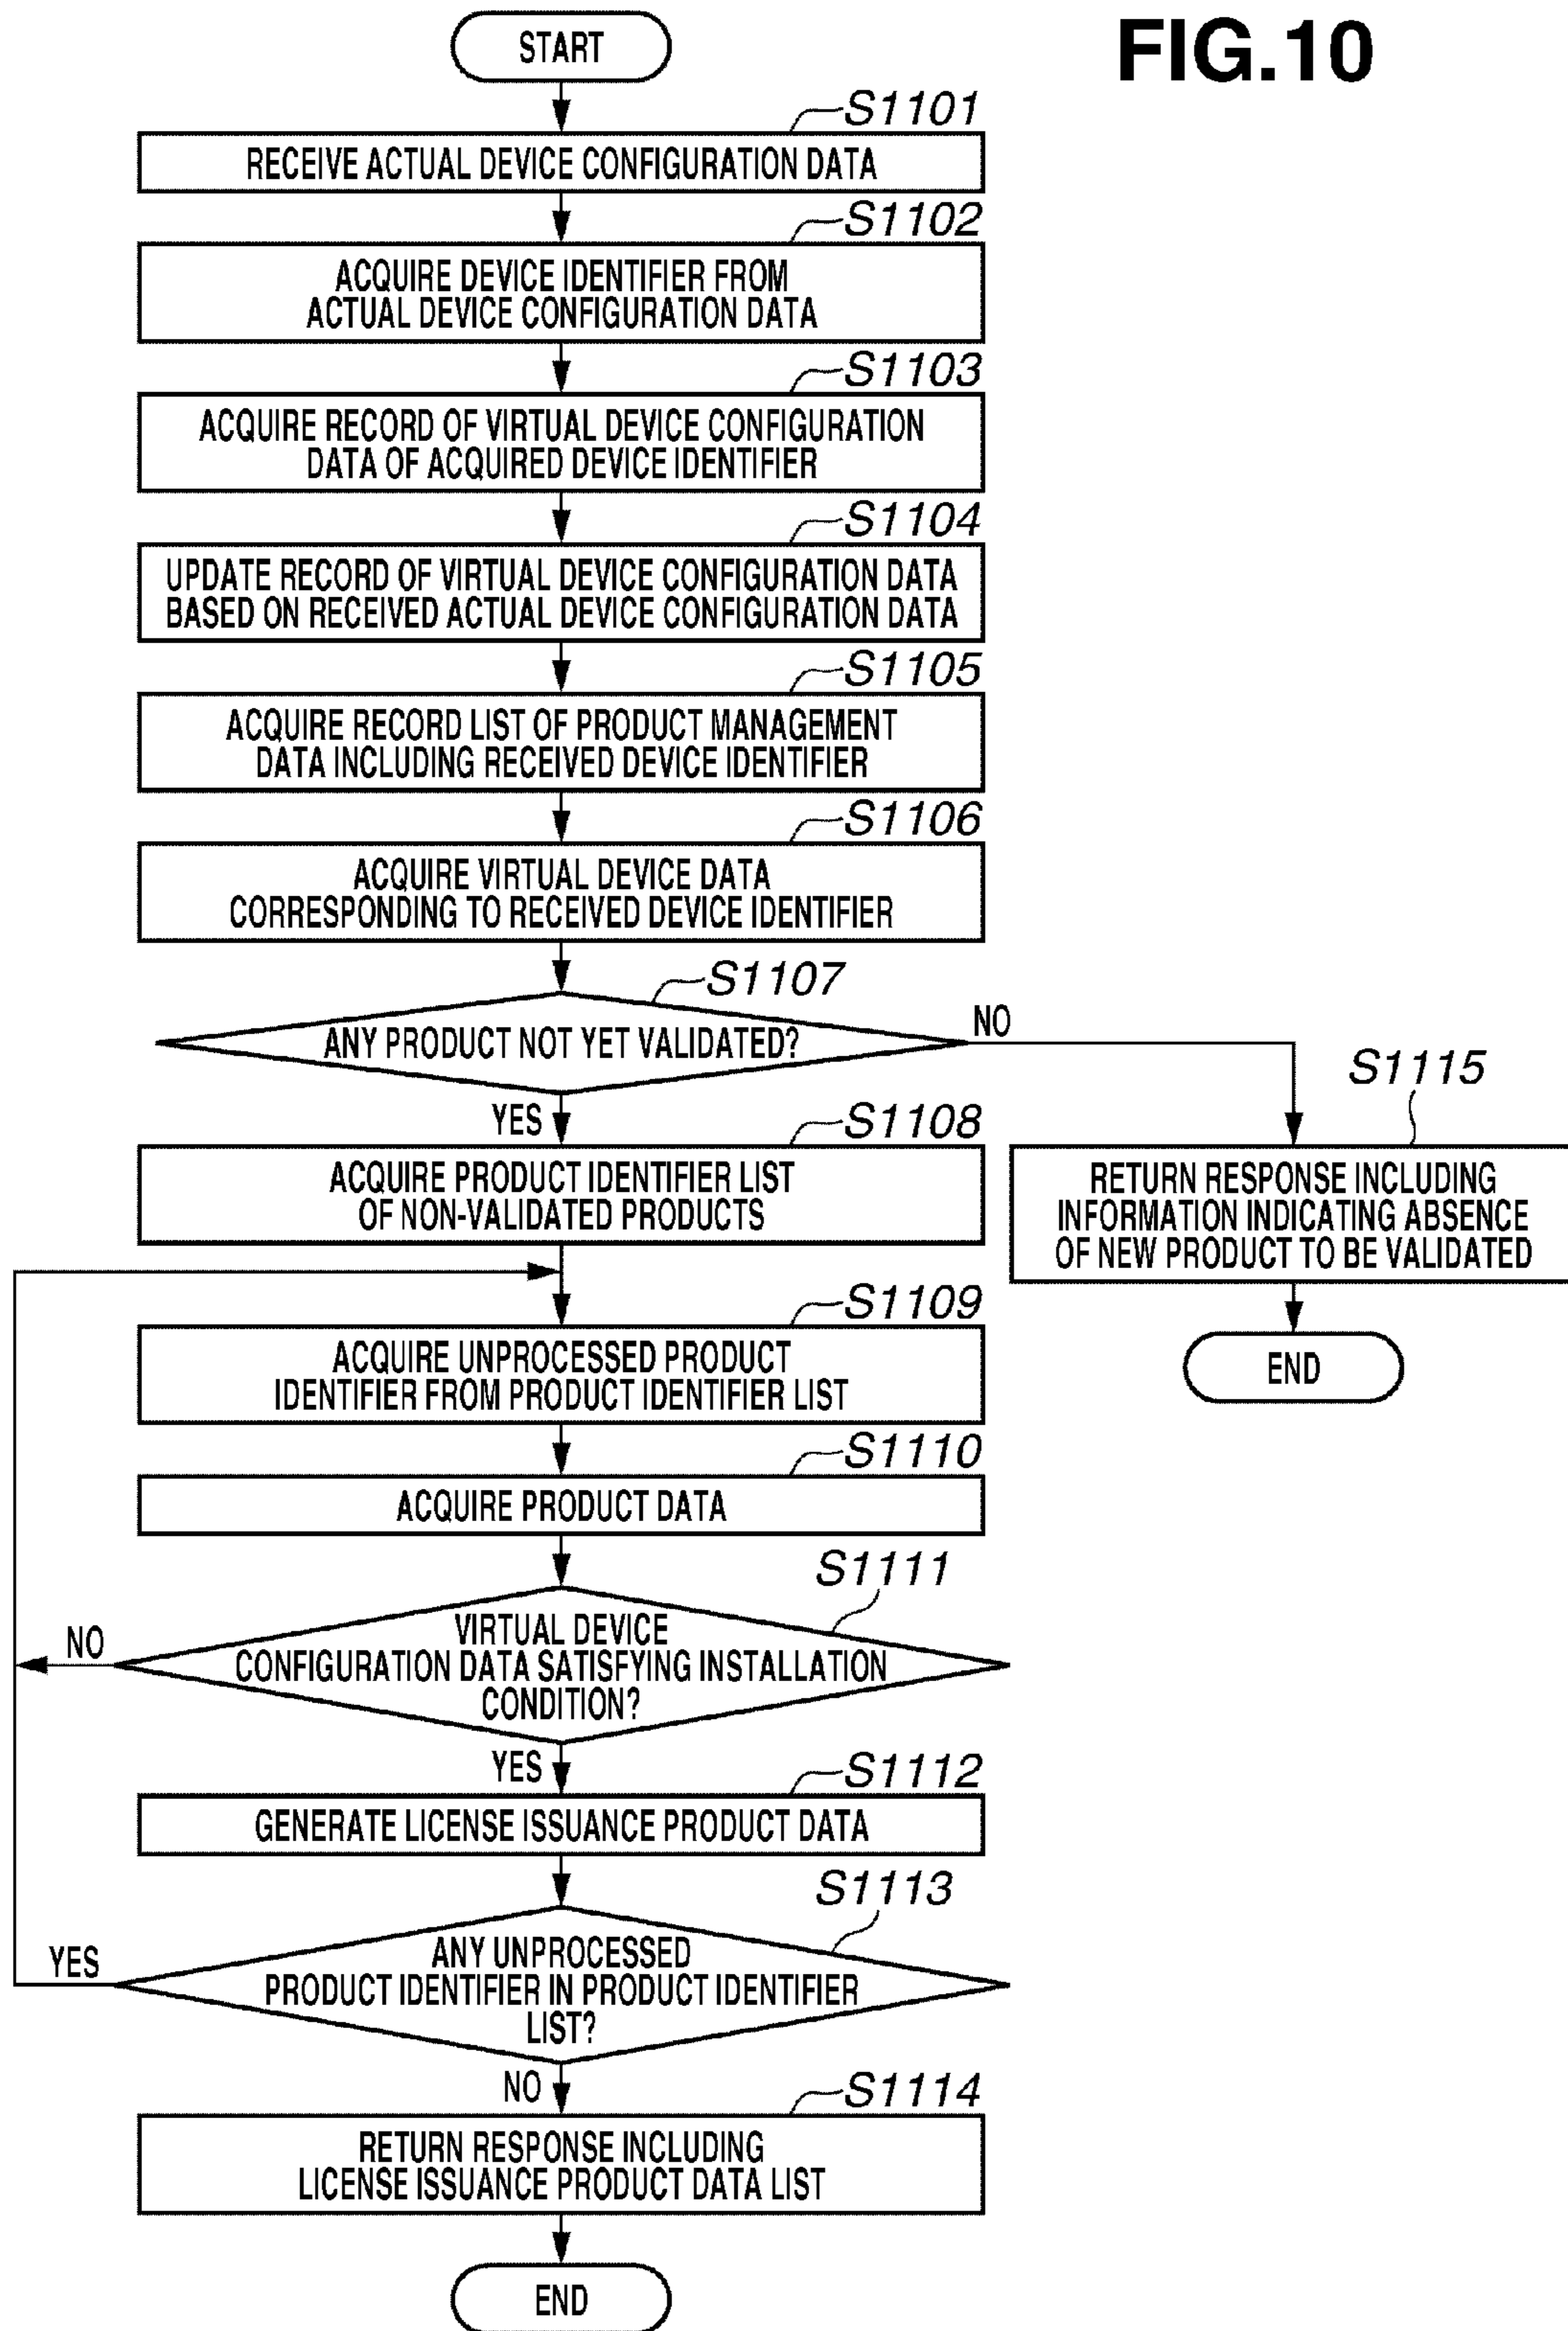 FIG.10
START
S1101
RECEIVE ACTUAL DEVICE CONFIGURATION DATA
S1102
ACQUIRE DEVICE IDENTIFIER FROM
ACTUAL DEVICE CONFIGURATION DATA
S1103
ACQUIRE RECORD OF VIRTUAL DEVICE CONFIGURATION
DATA OF ACQUIRED DEVICE IDENTIFIER
S1104
UPDATE RECORD OF VIRTUAL DEVICE CONFIGURATION DATA
BASED ON RECEIVED ACTUAL DEVICE CONFIGURATION DATA
S1105
ACQUIRE RECORD LIST OF PRODUCT MANAGEMENT
DATA INCLUDING RECEIVED DEVICE IDENTIFIER
S1106
ACQUIRE VIRTUAL DEVICE DATA
CORRESPONDING TO RECEIVED DEVICE IDENTIFIER
S1107
ANY PRODUCT NOT YET VALIDATED?
NO
YES
S1108
ACQUIRE PRODUCT IDENTIFIER LIST
OF NON-VALIDATED PRODUCTS
S1115
RETURN RESPONSE INCLUDING
INFORMATION INDICATING ABSENCE
OF NEW PRODUCT TO BE VALIDATED
END
S1109
ACQUIRE UNPROCESSED PRODUCT
IDENTIFIER FROM PRODUCT IDENTIFIER LIST
S1110
ACQUIRE PRODUCT DATA
S1111
VIRTUAL DEVICE
CONFIGURATION DATA SATISFYING INSTALLATION
CONDITION?
NO
YES
S1112
GENERATE LICENSE ISSUANCE PRODUCT DATA
S1113
ANY UNPROCESSED
PRODUCT IDENTIFIER IN PRODUCT IDENTIFIER
LIST?
YES
NO
S1114
RETURN RESPONSE INCLUDING
LICENSE ISSUANCE PRODUCT DATA LIST
END